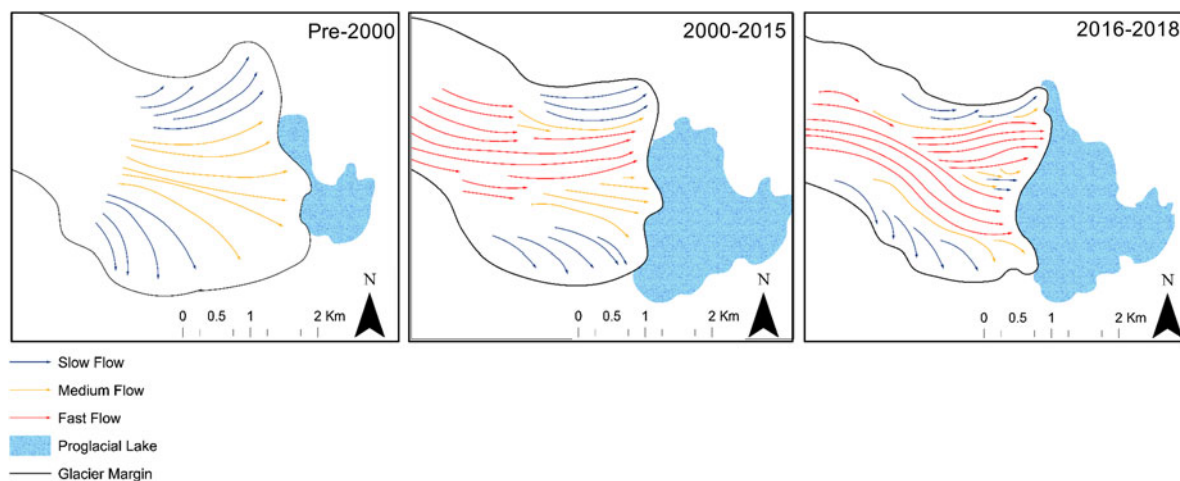 Pre-2000
2000-2015
2016-2018
N
0 0.5 1 2 Km
N
0 0.5 1 2 Km
N
0 0.5 1 2 Km
Slow Flow
Medium Flow
Fast Flow
Proglacial Lake
Glacier Margin